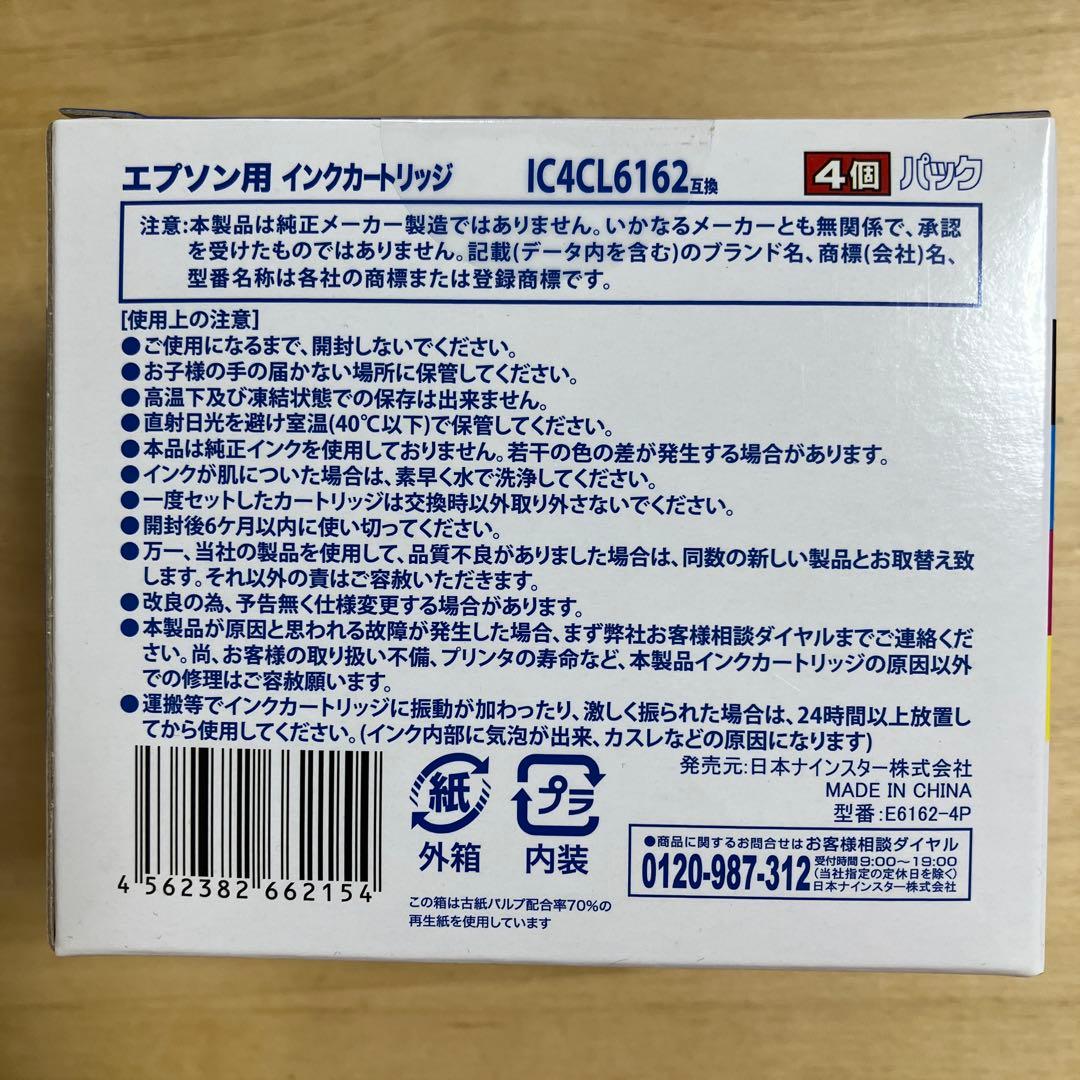 エプソン用 インクカートリッジ IC4CL6162互換 4個 パック
注意:本製品は純正メーカー製造ではありません。いかなるメーカーとも無関係で、承認
を受けたものではありません。記載(データ内を含む)のブランド名、商標(会社)名、
型番名称は各社の商標または登録商標です。
[使用上の注意]
●ご使用になるまで、開封しないでください。
●お子様の手の届かない場所に保管してください。
●高温下及び凍結状態での保存は出来ません。
●直射日光を避け室温(40℃以下)で保管してください。
●本品は純正インクを使用しておりません。若干の色の差が発生する場合があります。
●インクが肌についた場合は、素早く水で洗浄してください。
●一度セットしたカートリッジは交換時以外取り外さないでください。
●開封後6ケ月以内に使い切ってください。
●万一、当社の製品を使用して、品質不良がありました場合は、同数の新しい製品とお取替え致
します。それ以外の責はご容赦いただきます。
●改良の為、予告無く仕様変更する場合があります。
●本製品が原因と思われる故障が発生した場合、まず弊社お客様相談ダイヤルまでご連絡くだ
さい。尚、お客様の取り扱い不備、プリンタの寿命など、本製品インクカートリッジの原因以外
での修理はご容赦願います。
●運搬等でインクカートリッジに振動が加わったり、激しく振られた場合は、24時間以上放置し
てから使用してください。(インク内部に気泡が出来、カスレなどの原因になります)
発売元:日本ナインスター株式会社
MADE IN CHINA
型番:E6162-4P
紙
外箱
プラ
内装
4 562382 662154
この箱は古紙パルプ配合率70%の
再生紙を使用しています
●商品に関するお問合せはお客様相談ダイヤル
0120-987-312
受付時間9:00〜19:00
(当社指定の定休日を除く)
日本ナインスター株式会社